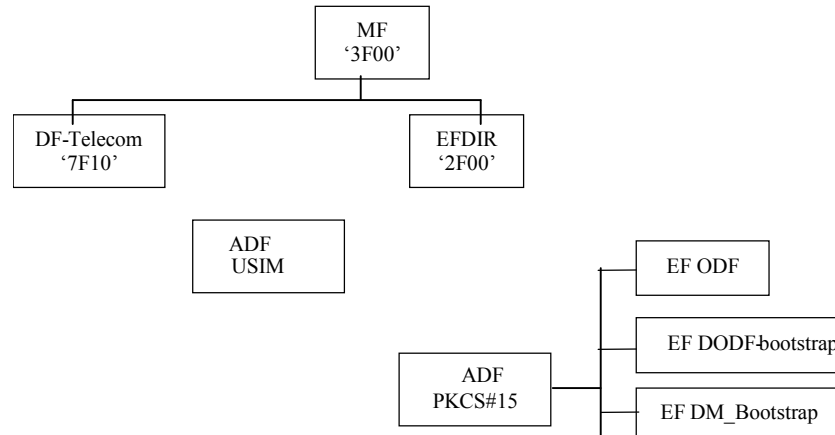 MF
‘3F00’
DF-Telecom
‘7F10’
EFDIR
‘2F00’
ADF
USIM
EF ODF
EF DODF-bootstrap
ADF
PKCS#15
EF DM_Bootstrap